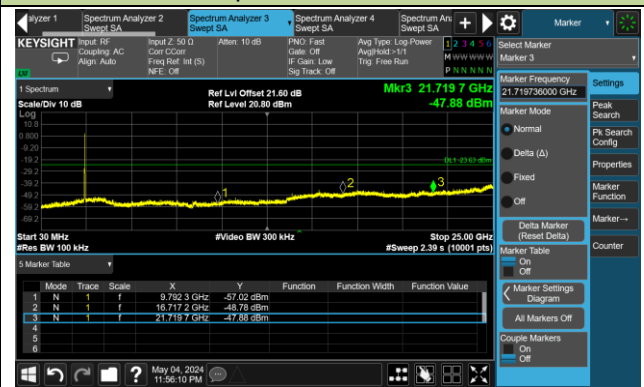 alyzer 1
Spectrum Analyzer 2
Swept SA
Spectrum Analyzer 3
Swept SA
Spectrum Analyzer 4
Swept SA
Spectrum An
Swept SA
Marker
KEYSIGHT
Input: RF
Coupling: AC
Align: Auto
Input Z: 50 Ω
Corr CCorr
Freq Ref: Int (S)
NFE: Off
Atten: 10 dB
PNO: Fast
Gate: Off
IF Gain: Low
Sig Track: Off
Avg Type: Log-Power
Avg|Hold:>1/1
Trig: Free Run
1 2 3 4 5 6
M W W W W W
P N N N N N
Select Marker
Marker 3
LV
1 Spectrum
Scale/Div 10 dB
Log
Ref Lvl Offset 21.60 dB
Ref Level 20.80 dBm
Mkr3 21.719 7 GHz
-47.88 dBm
10.8
0.800
-9.20
-19.2
-29.2
-39.2
-49.2
-59.2
-69.2
DL1 -23.63 dBm
1
2
3
Start 30 MHz
#Res BW 100 kHz
#Video BW 300 kHz
Stop 25.00 GHz
#Sweep 2.39 s (10001 pts)
5 Marker Table
Mode Trace Scale X Y Function Function Width Function Value
1 N 1 f 9.792 3 GHz -57.02 dBm
2 N 1 f 16.717 2 GHz -48.78 dBm
3 N 1 f 21.719 7 GHz -47.88 dBm
4
5
6
Marker Frequency
21.719736000 GHz
Marker Mode
Normal
Delta (Δ)
Fixed
Off
Delta Marker
(Reset Delta)
Marker Table
On
Off
Marker Settings
Diagram
All Markers Off
Couple Markers
On
Off
Settings
Peak
Search
Pk Search
Config
Properties
Marker
Function
Marker→
Counter
?
May 04, 2024
11:56:10 PM